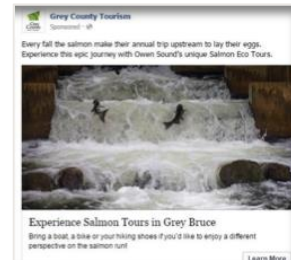 Grey County Tourism
Sponsored
Every fall the salmon make their annual trip upstream to lay their eggs.
Experience this epic journey with Owen Sound's unique Salmon Eco Tours.
Experience Salmon Tours in Grey Bruce
Bring a boat, a bike or your hiking shoes if you'd like to enjoy a different
perspective on the salmon run!
Learn More